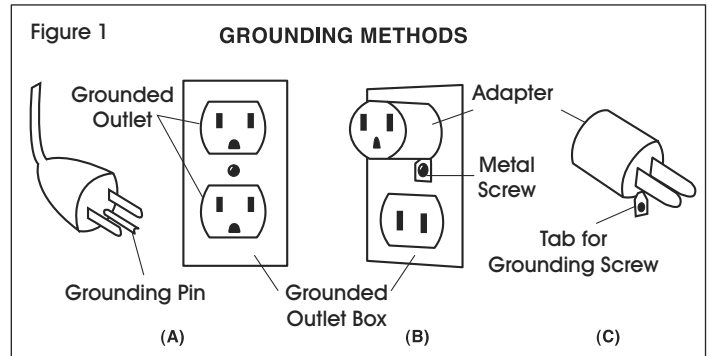 Figure 1
GROUNDING METHODS
Grounded
Outlet
Adapter
Metal
Screw
Tab for
Grounding Screw
Grounding Pin
Grounded
Outlet Box
(A)
(B)
(C)